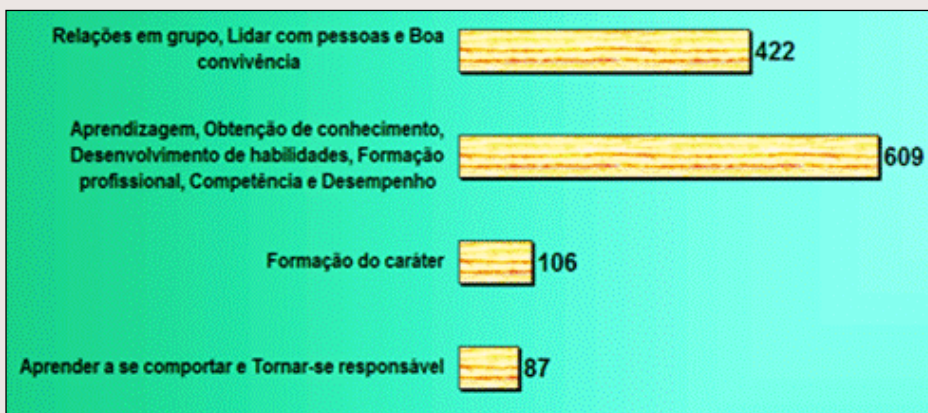 Relações em grupo, Lidar com pessoas e Boa
convivência
422
Aprendizagem, Obtenção de conhecimento,
Desenvolvimento de habilidades, Formação
profissional, Competência e Desempenho
609
Formação do caráter
106
Aprender a se comportar e Tornar-se responsável
87